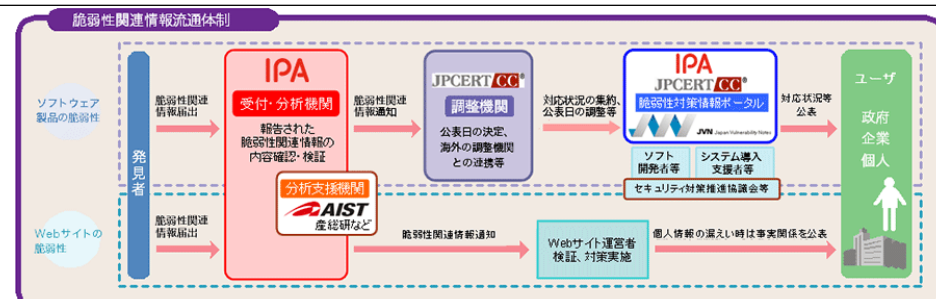 脆弱性関連情報流通体制
ソフトウェア
製品の脆弱性
Webサイトの
脆弱性
発見者
脆弱性関連
情報届出
脆弱性関連
情報届出
IPA
受付・分析機関
報告された
脆弱性関連情報の
内容確認・検証
分析支援機関
AIST
産総研など
脆弱性関連
情報通知
JPCERT CC®
調整機関
公表日の決定、
海外の調整機関
との連携等
対応状況の集約、
公表日の調整等
IPA
JPCERT CC®
脆弱性対策情報ポータル
JVN Japan Vulnerability Notes
ソフト
開発者等
システム導入
支援者等
セキュリティ対策推進協議会等
対応状況等
公表
脆弱性関連情報通知
Webサイト運営者
検証、対策実施
個人情報の漏えい時は事実関係を公表
ユーザ
政府
企業
個人